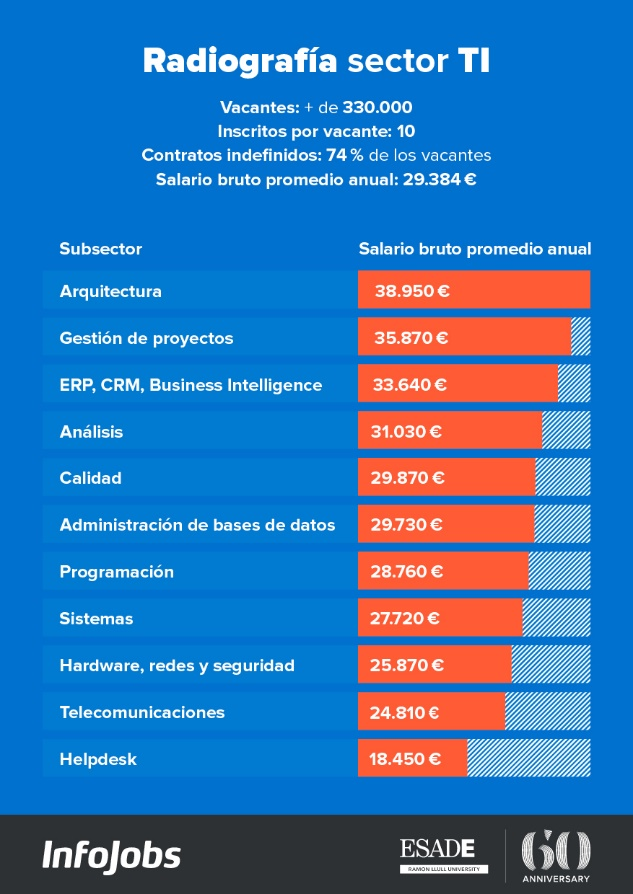 Radiografía sector TI
Vacantes: + de 330.000
Inscritos por vacante: 10
Contratos indefinidos: 74 % de los vacantes
Salario bruto promedio anual: 29.384 €
Subsector Salario bruto promedio anual
Arquitectura 38.950 €
Gestión de proyectos 35.870 €
ERP, CRM, Business Intelligence 33.640 €
Análisis 31.030 €
Calidad 29.870 €
Administración de bases de datos 29.730 €
Programación 28.760 €
Sistemas 27.720 €
Hardware, redes y seguridad 25.870 €
Telecomunicaciones 24.810 €
Helpdesk 18.450 €
InfoJobs
ESADE
RAMON LLULL UNIVERSITY
60
ANNIVERSARY